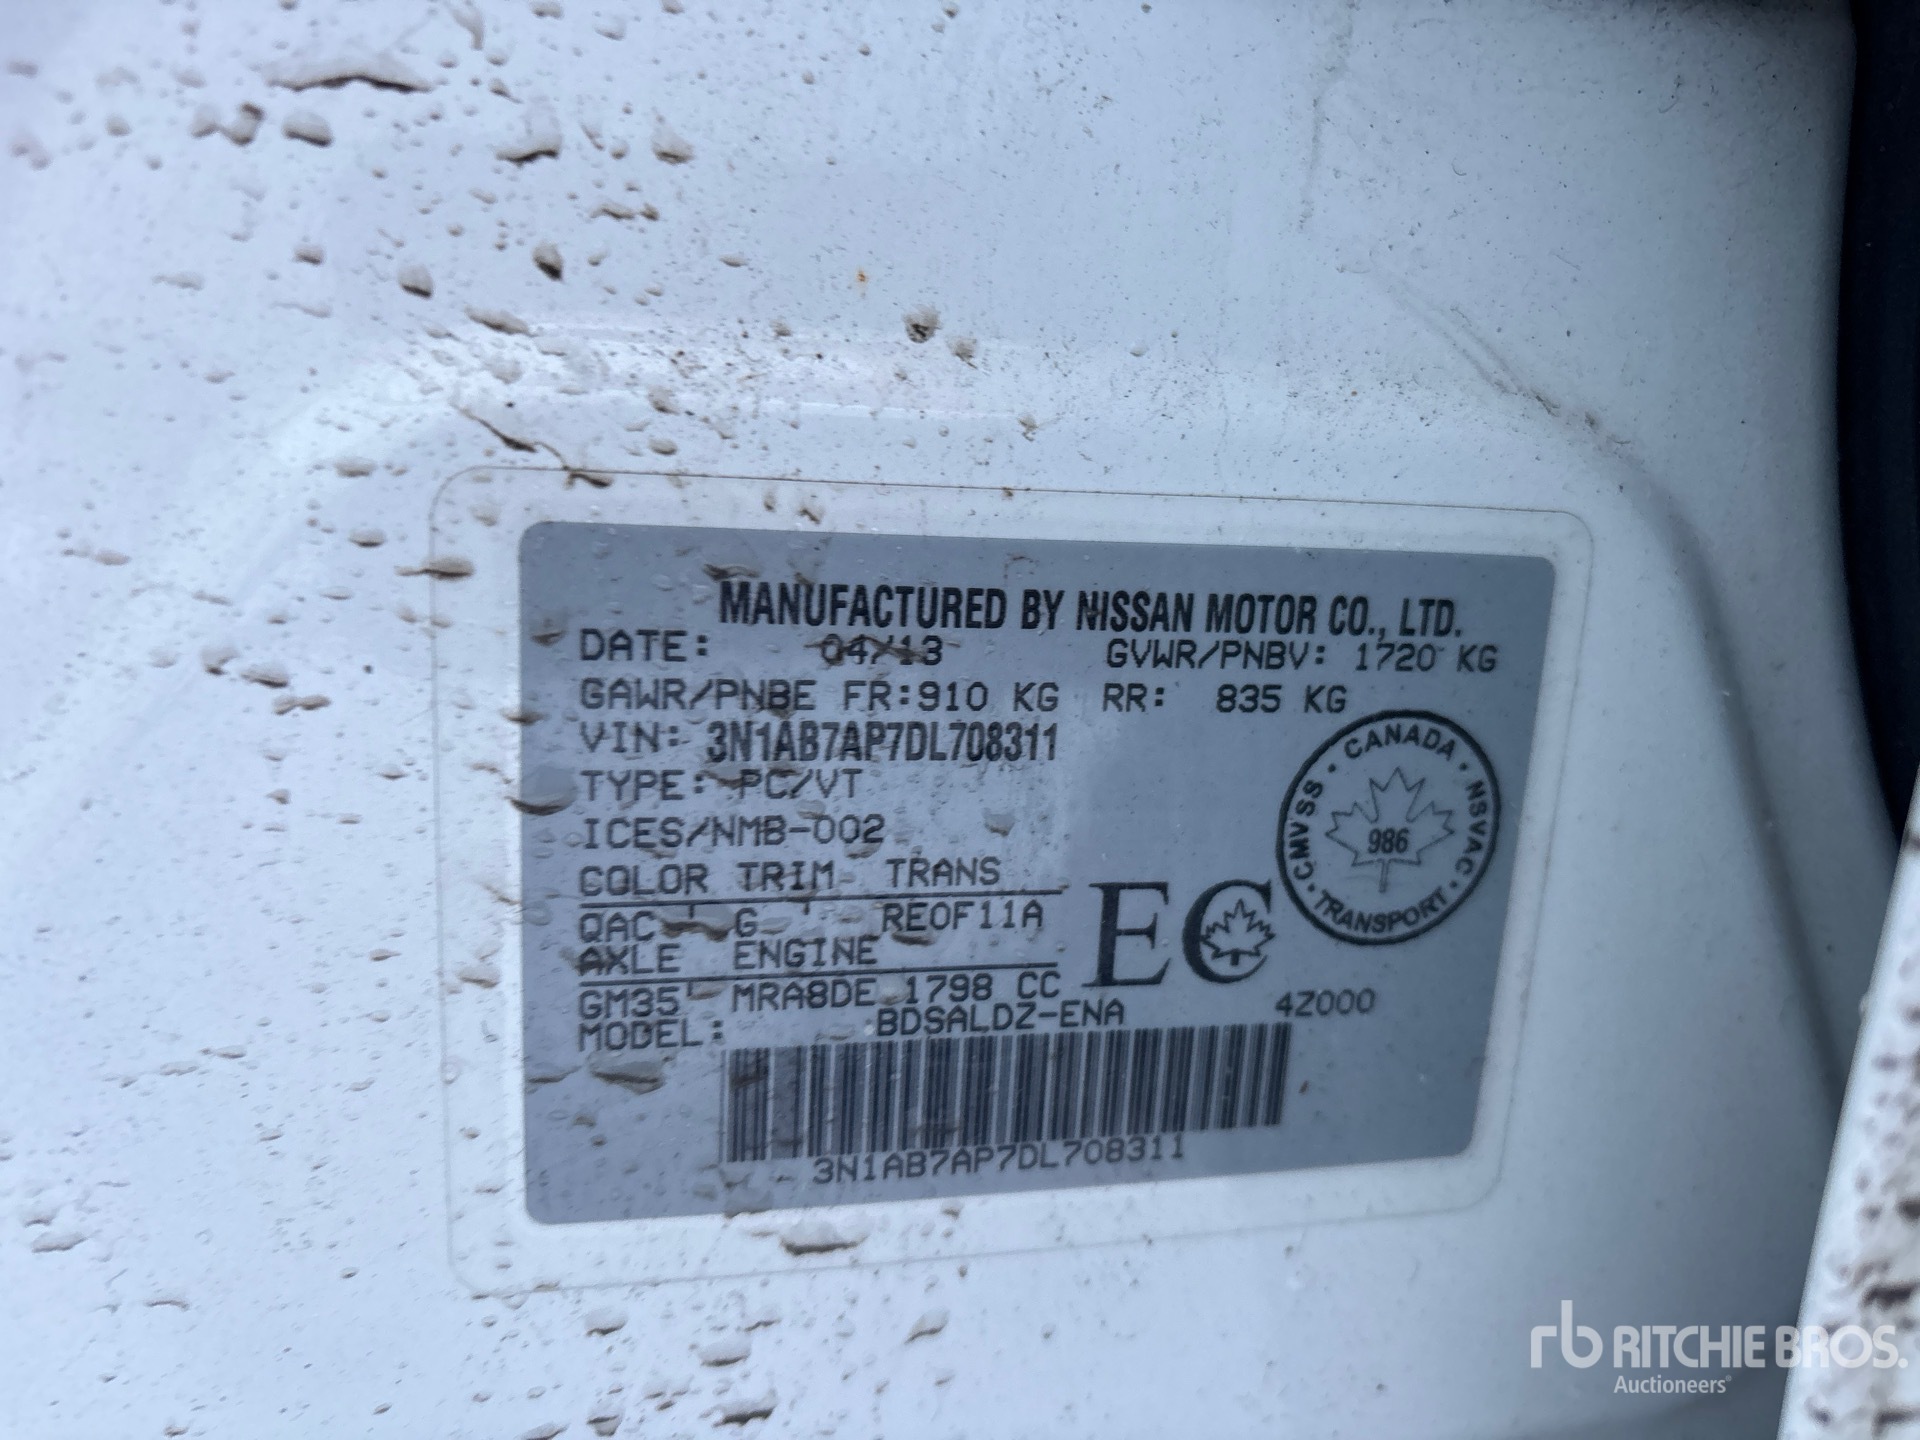 MANUFACTURED BY NISSAN MOTOR CO., LTD.
DATE: 04/13 GVWR/PNBV: 1720 KG
GAWR/PNBE FR:910 KG RR: 835 KG
VIN: 3N1AB7AP7DL708311
TYPE: PC/VT
ICES/NMB-002
COLOR TRIM TRANS
QAC G RE0F11A
AXLE ENGINE
GM35 MRA8DE 1798 CC
MODEL: BDSALDZ-ENA 4Z000
EC
CANADA · NSVAC · TRANSPORT · CMVSS ·
986
3N1AB7AP7DL708311
rb RITCHIE BROS.
Auctioneers